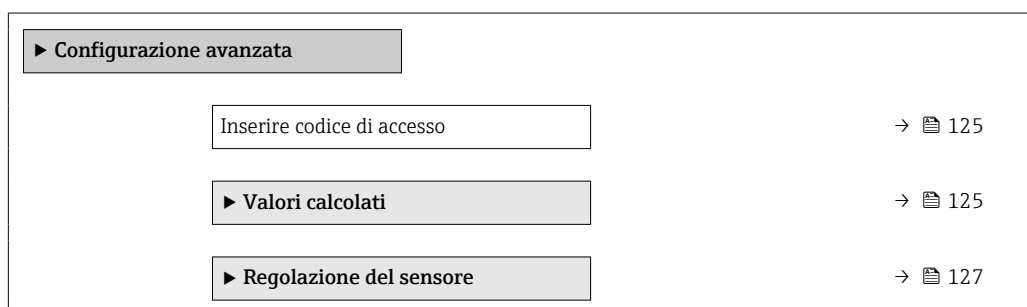 ▶ Configurazione avanzata
Inserire codice di accesso → 🖹 125
▶ Valori calcolati → 🖹 125
▶ Regolazione del sensore → 🖹 127